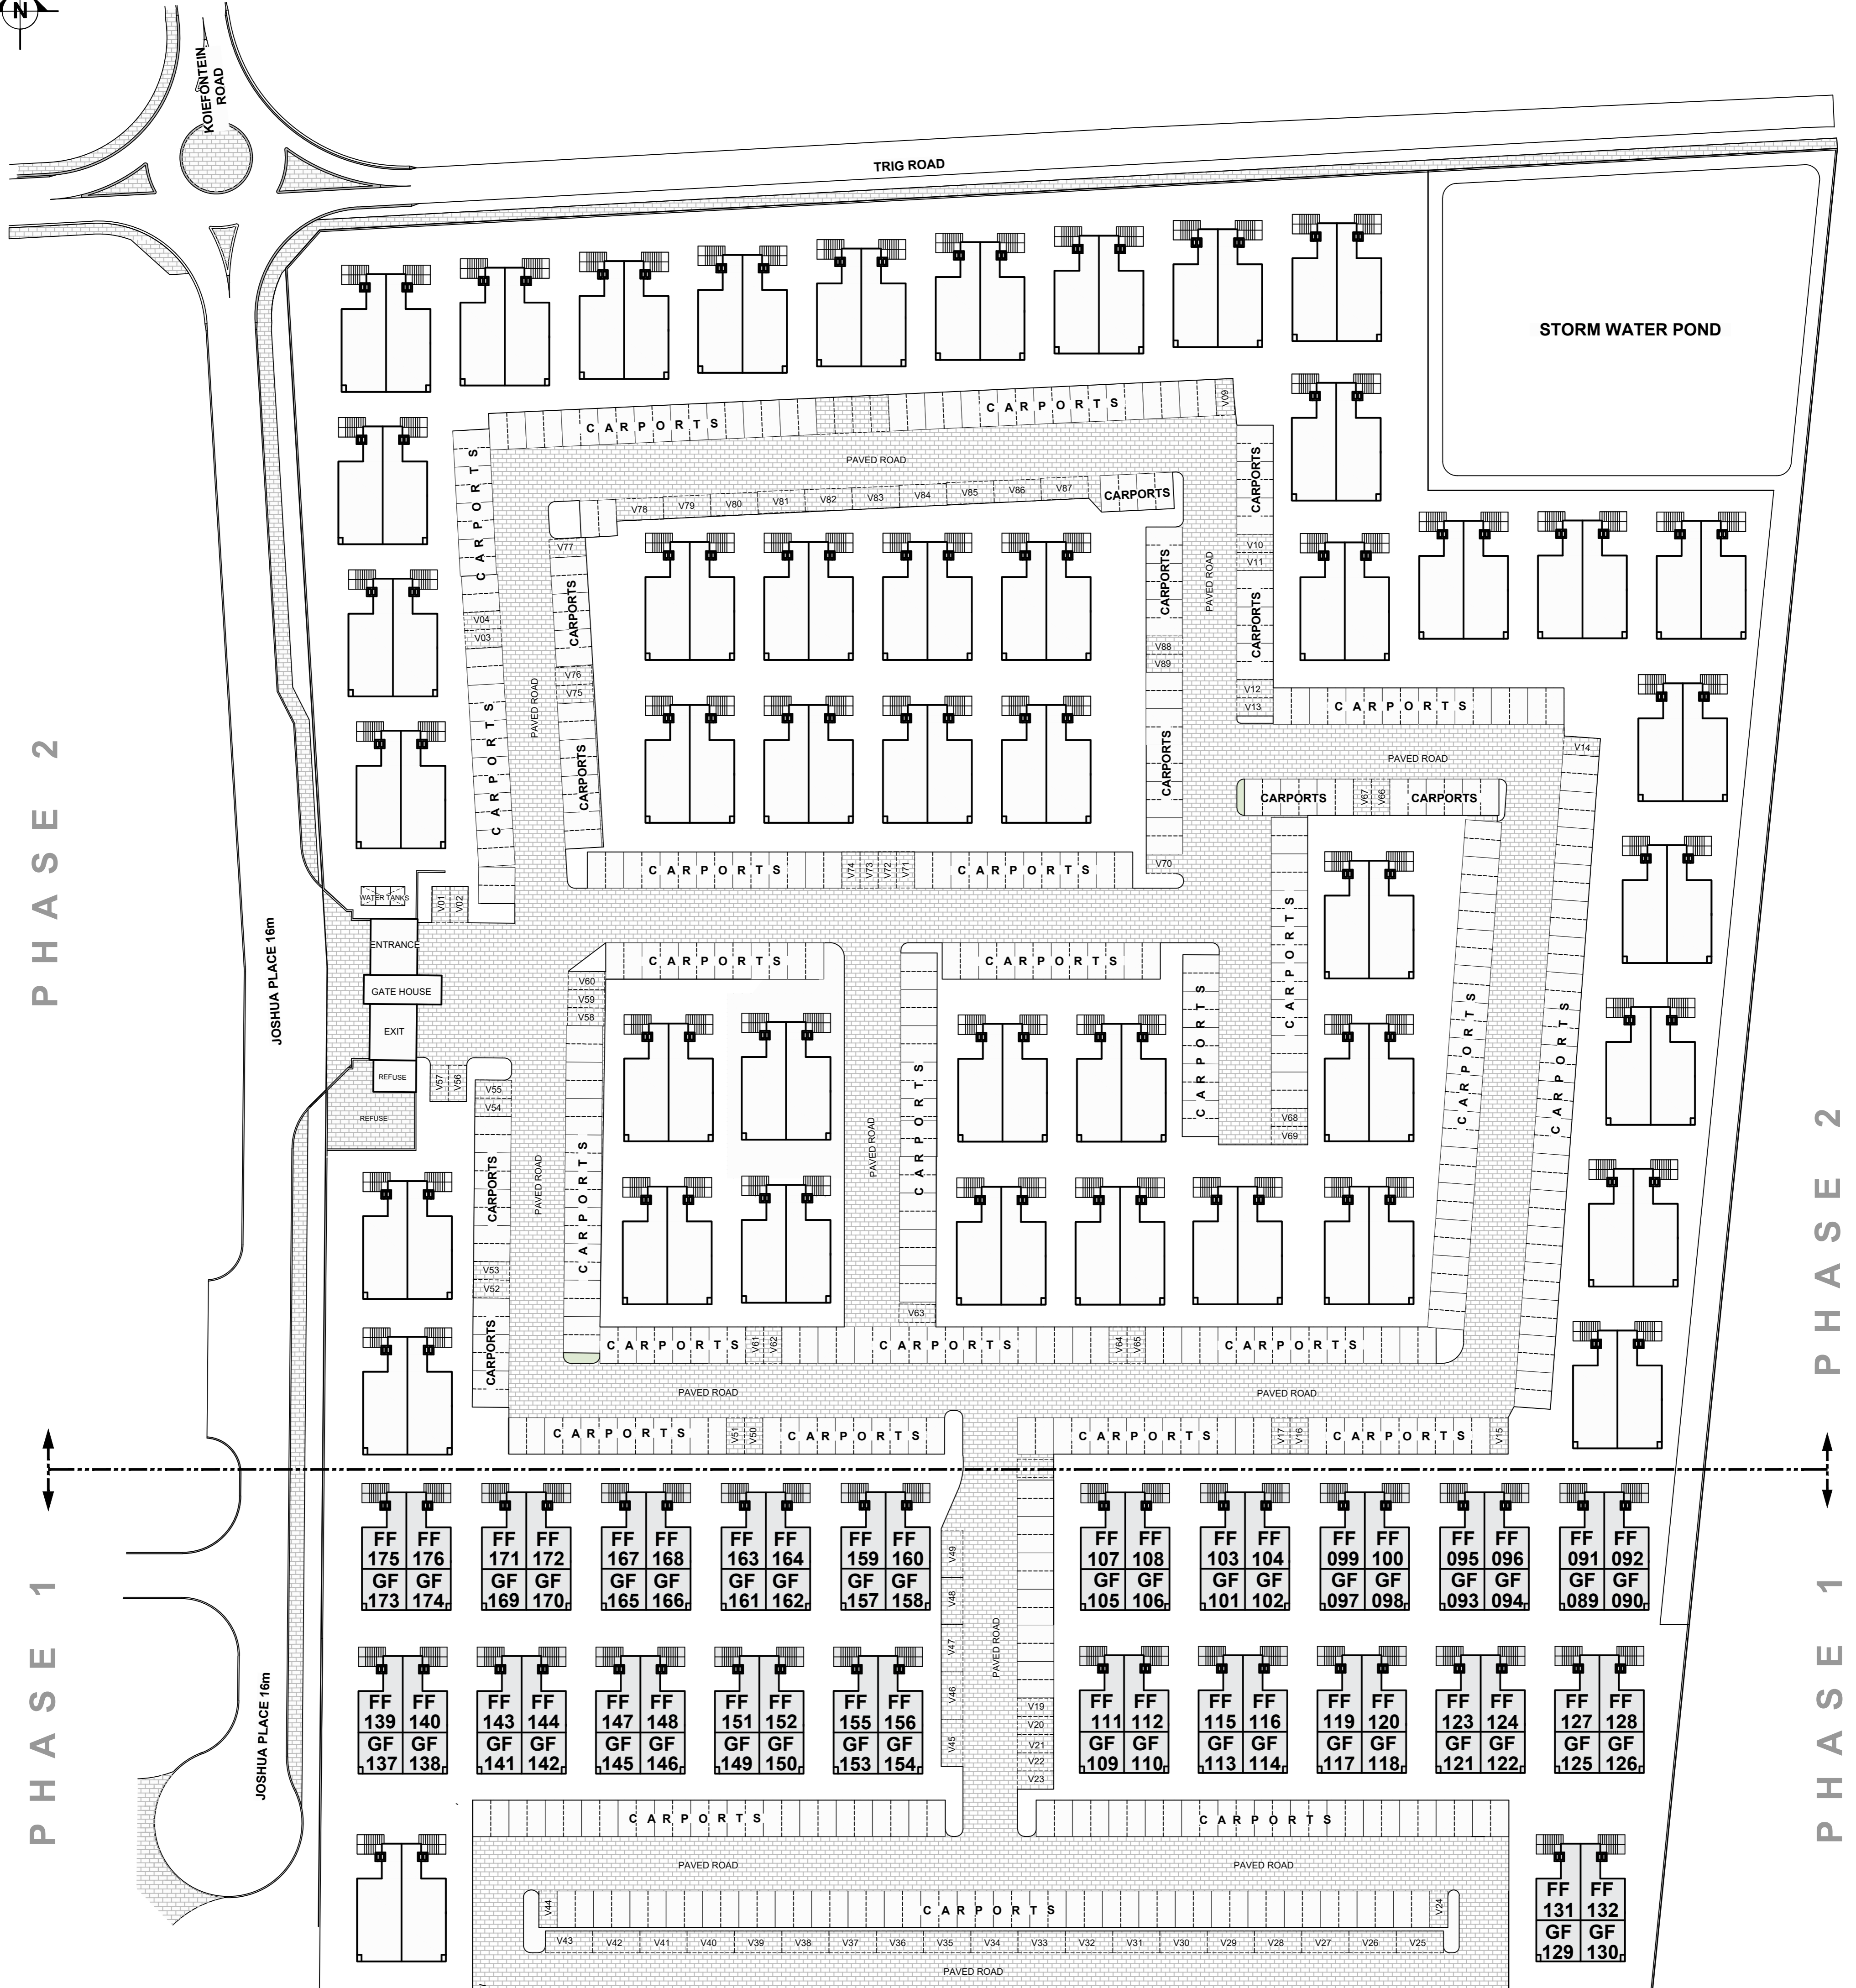 N
KOIEFONTEIN
ROAD
TRIG ROAD
STORM WATER POND
CARPORTS
CARPORTS
V09
PAVED ROAD
CARPORTS
V78
V79
V80
V81
V82
V83
V84
V85
V86
V87
CARPORTS
CARPORTS
V10
V11
CARPORTS
V12
V13
V77
CARPORTS
V76
V75
CARPORTS
V04
V03
CARPORTS
PAVED ROAD
CARPORTS
V88
V89
CARPORTS
V70
PAVED ROAD
CARPORTS
PAVED ROAD
V14
CARPORTS
V67
V66
CARPORTS
PHASE 2
CARPORTS
V74
V73
V72
V71
CARPORTS
WATER TANKS
V01
V02
ENTRANCE
GATE HOUSE
EXIT
REFUSE
REFUSE
JOSHUA PLACE 16m
V57
V56
V55
V54
CARPORTS
V53
V52
CARPORTS
PAVED ROAD
CARPORTS
V60
V59
V58
CARPORTS
PAVED ROAD
CARPORTS
V63
CARPORTS
CARPORTS
CARPORTS
V68
V69
CARPORTS
CARPORTS
PHASE 2
CARPORTS
V61
V62
CARPORTS
V64
V65
CARPORTS
PAVED ROAD
PAVED ROAD
CARPORTS
V51
V50
CARPORTS
CARPORTS
V17
V16
CARPORTS
V15
FF FF FF FF FF FF FF FF FF FF
175 176 171 172 167 168 163 164 159 160
GF GF GF GF GF GF GF GF GF GF
173 174 169 170 165 166 161 162 157 158
FF FF FF FF FF FF FF FF FF FF
107 108 103 104 099 100 095 096 091 092
GF GF GF GF GF GF GF GF GF GF
105 106 101 102 097 098 093 094 089 090
V49
V48
V47
V46
V45
PAVED ROAD
V19
V20
V21
V22
V23
FF FF FF FF FF FF FF FF FF FF
139 140 143 144 147 148 151 152 155 156
GF GF GF GF GF GF GF GF GF GF
137 138 141 142 145 146 149 150 153 154
FF FF FF FF FF FF FF FF FF FF
111 112 115 116 119 120 123 124 127 128
GF GF GF GF GF GF GF GF GF GF
109 110 113 114 117 118 121 122 125 126
PHASE 1
JOSHUA PLACE 16m
PHASE 1
CARPORTS
CARPORTS
PAVED ROAD
PAVED ROAD
V44
CARPORTS
V24
V43
V42
V41
V40
V39
V38
V37
V36
V35
V34
V33
V32
V31
V30
V29
V28
V27
V26
V25
PAVED ROAD
FF FF
131 132
GF GF
129 130